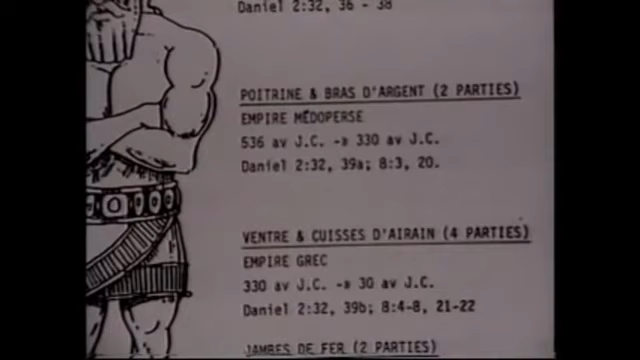 Daniel 2:32, 36 - 38
POITRINE & BRAS D'ARGENT (2 PARTIES)
EMPIRE MÉDOPERSE
536 av J.C. -à 330 av J.C.
Daniel 2:32, 39a; 8:3, 20.
VENTRE & CUISSES D'AIRAIN (4 PARTIES)
EMPIRE GREC
330 av J.C. -à 30 av J.C.
Daniel 2:32, 39b; 8:4-8, 21-22
JAMBES DE FER (2 PARTIES)